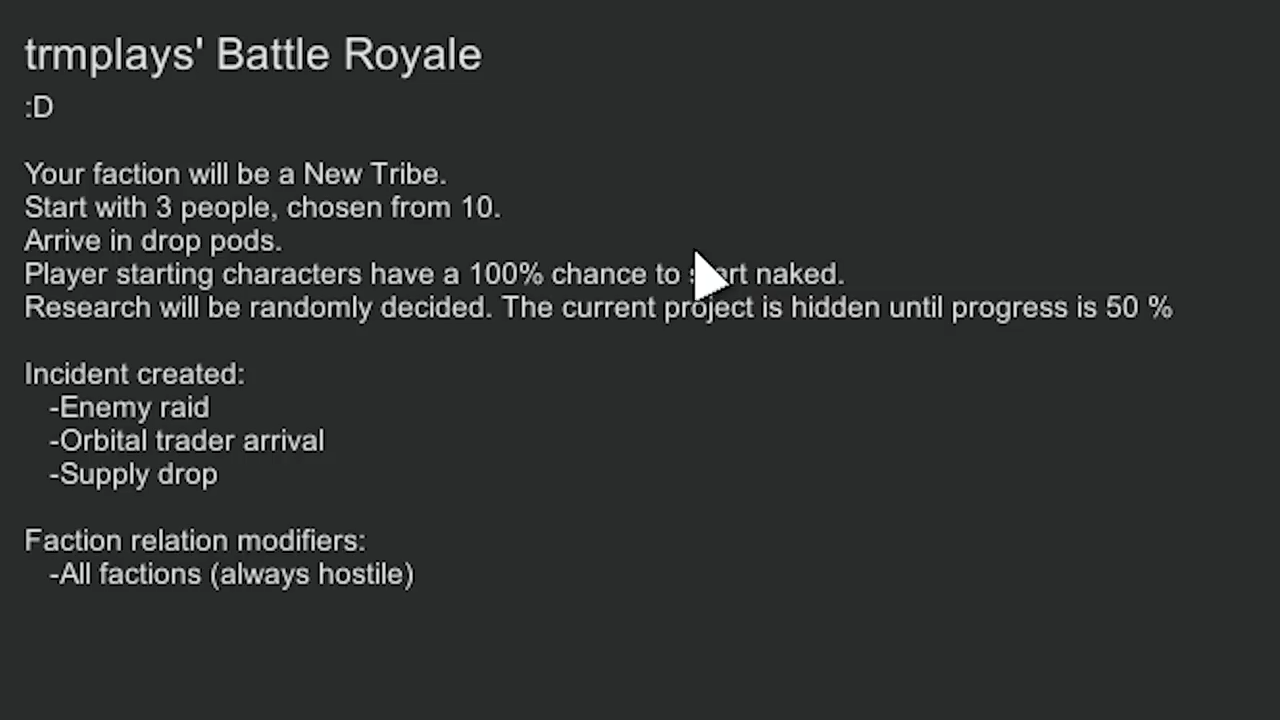 trmplays' Battle Royale
:D
Your faction will be a New Tribe.
Start with 3 people, chosen from 10.
Arrive in drop pods.
Player starting characters have a 100% chance to start naked.
Research will be randomly decided. The current project is hidden until progress is 50 %
Incident created:
-Enemy raid
-Orbital trader arrival
-Supply drop
Faction relation modifiers:
-All factions (always hostile)